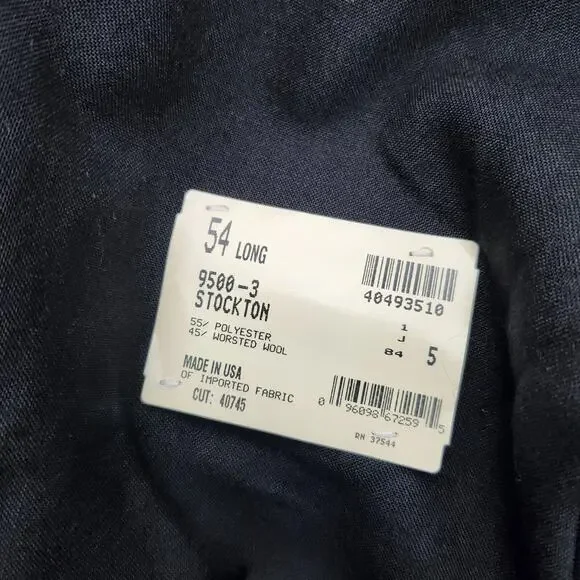 54 LONG
9500-3
STOCKTON
55/ POLYESTER
45/ WORSTED WOOL
MADE IN USA
OF IMPORTED FABRIC
CUT: 40745
40493510
1
J
84 5
0 96098 67259 5
RN 37544